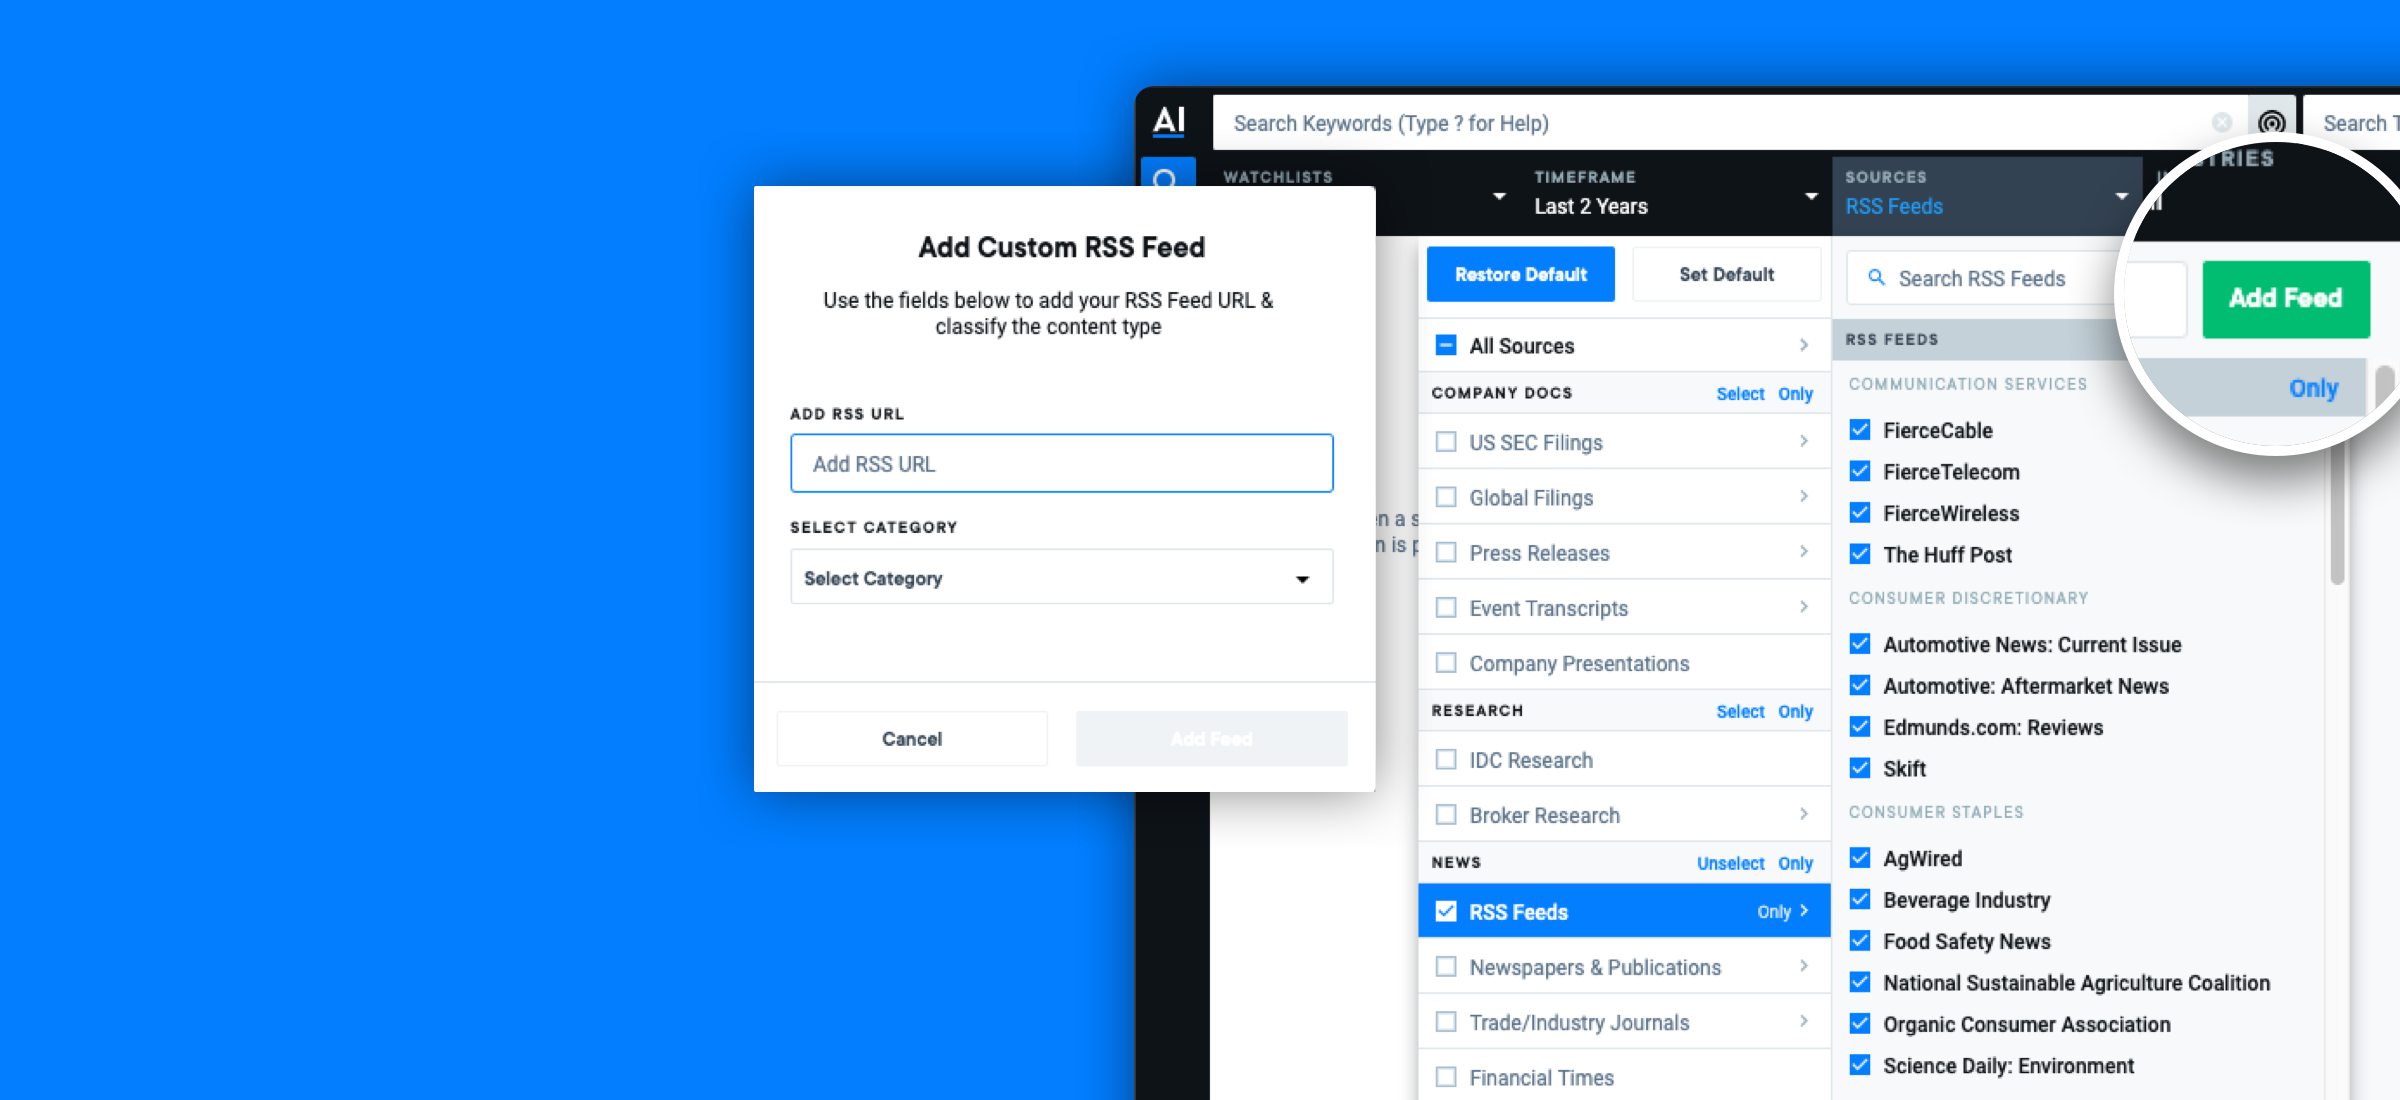 AI
Search Keywords (Type ? for Help)
Search
WATCHLISTS
TIMEFRAME
Last 2 Years
SOURCES
RSS Feeds
Add Custom RSS Feed
Use the fields below to add your RSS Feed URL &
classify the content type
ADD RSS URL
Add RSS URL
SELECT CATEGORY
Select Category
Cancel
Add Feed
Restore Default
Set Default
All Sources
COMPANY DOCS
Select Only
US SEC Filings
Global Filings
Press Releases
Event Transcripts
Company Presentations
RESEARCH
Select Only
IDC Research
Broker Research
NEWS
Unselect Only
RSS Feeds
Only
Newspapers & Publications
Trade/Industry Journals
Financial Times
Search RSS Feeds
Add Feed
RSS FEEDS
Only
COMMUNICATION SERVICES
FierceCable
FierceTelecom
FierceWireless
The Huff Post
CONSUMER DISCRETIONARY
Automotive News: Current Issue
Automotive: Aftermarket News
Edmunds.com: Reviews
Skift
CONSUMER STAPLES
AgWired
Beverage Industry
Food Safety News
National Sustainable Agriculture Coalition
Organic Consumer Association
Science Daily: Environment